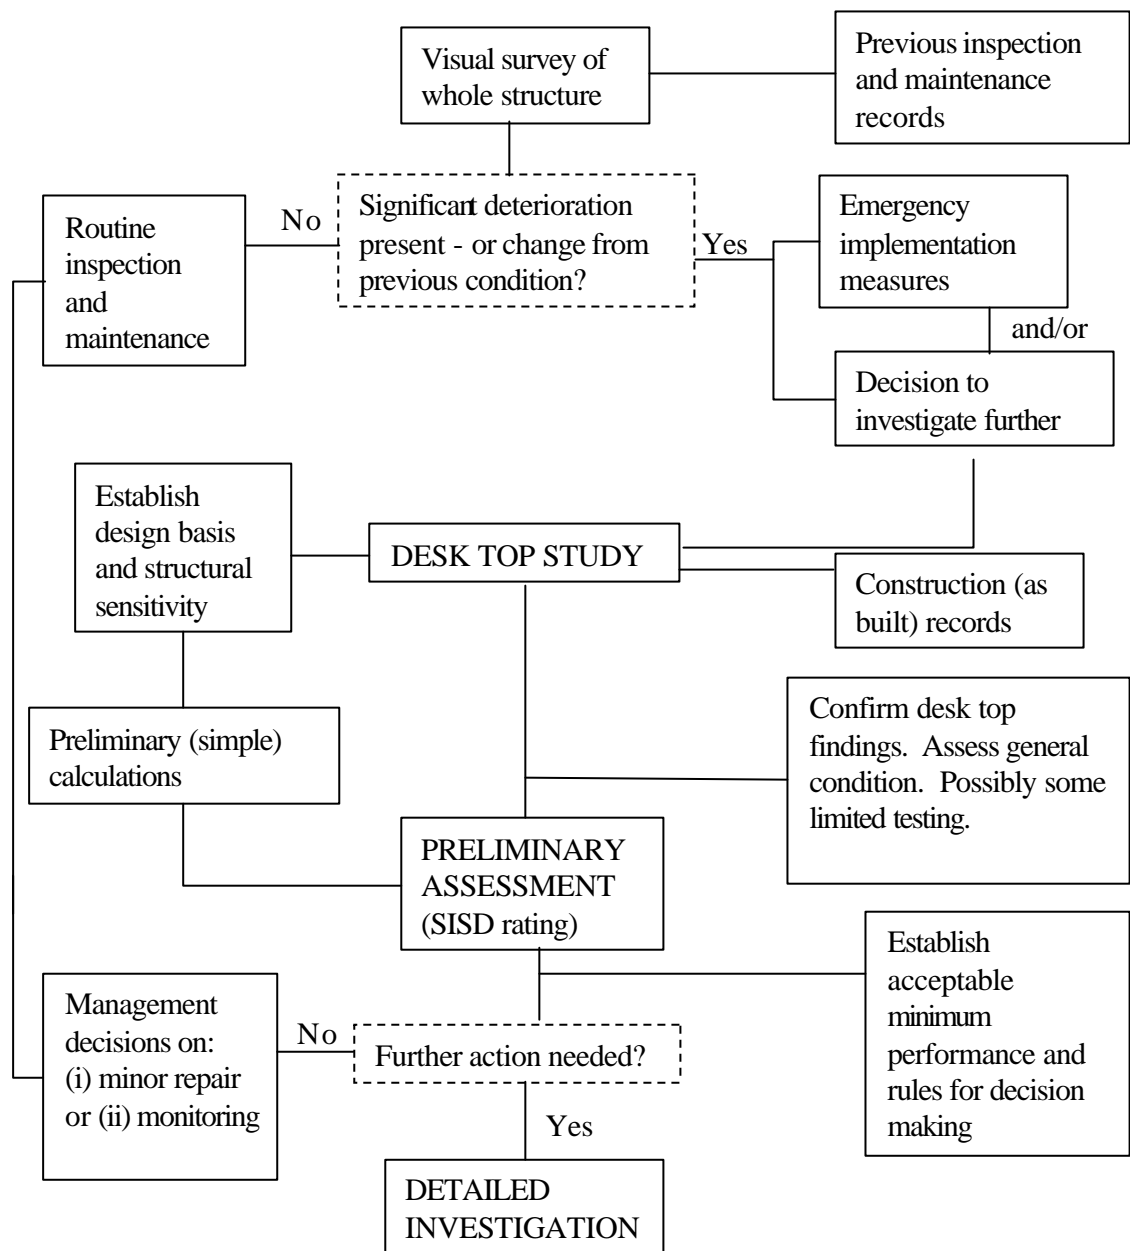 Visual survey of
whole structure
Previous inspection
and maintenance
records
Routine
inspection
and
maintenance
No
Significant deterioration
present - or change from
previous condition?
Yes
Emergency
implementation
measures
and/or
Decision to
investigate further
Establish
design basis
and structural
sensitivity
DESK TOP STUDY
Construction (as
built) records
Preliminary (simple)
calculations
Confirm desk top
findings. Assess general
condition. Possibly some
limited testing.
PRELIMINARY
ASSESSMENT
(SISD rating)
Establish
acceptable
minimum
performance and
rules for decision
making
Management
decisions on:
(i) minor repair
or (ii) monitoring
No
Further action needed?
Yes
DETAILED
INVESTIGATION